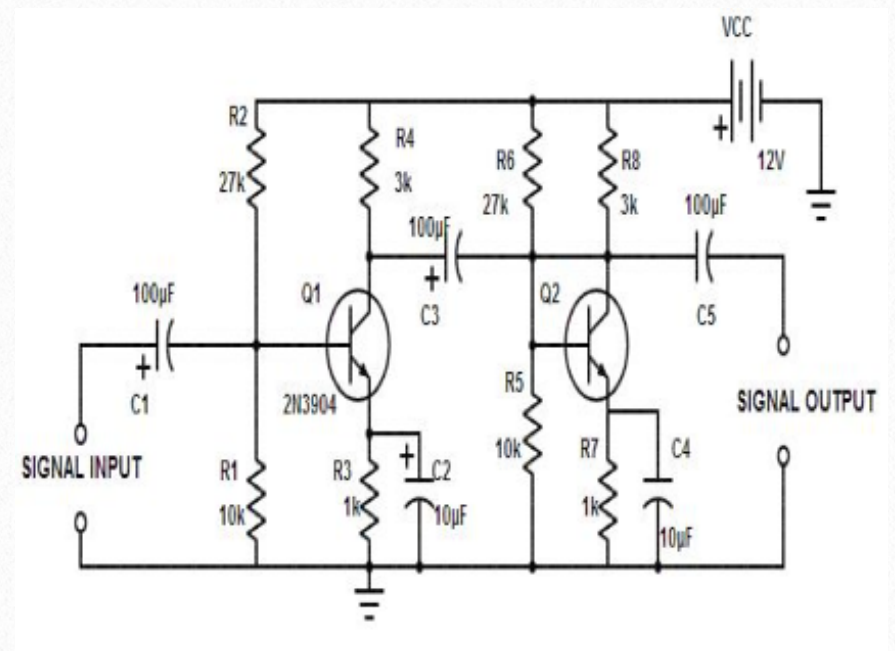 VCC
12V
R2
27k
R4
3k
R6
27k
R8
3k
100µF
C3
100µF
C5
100µF
C1
Q1
2N3904
Q2
SIGNAL INPUT
SIGNAL OUTPUT
R1
10k
R3
1k
C2
10µF
R5
10k
R7
1k
C4
10µF